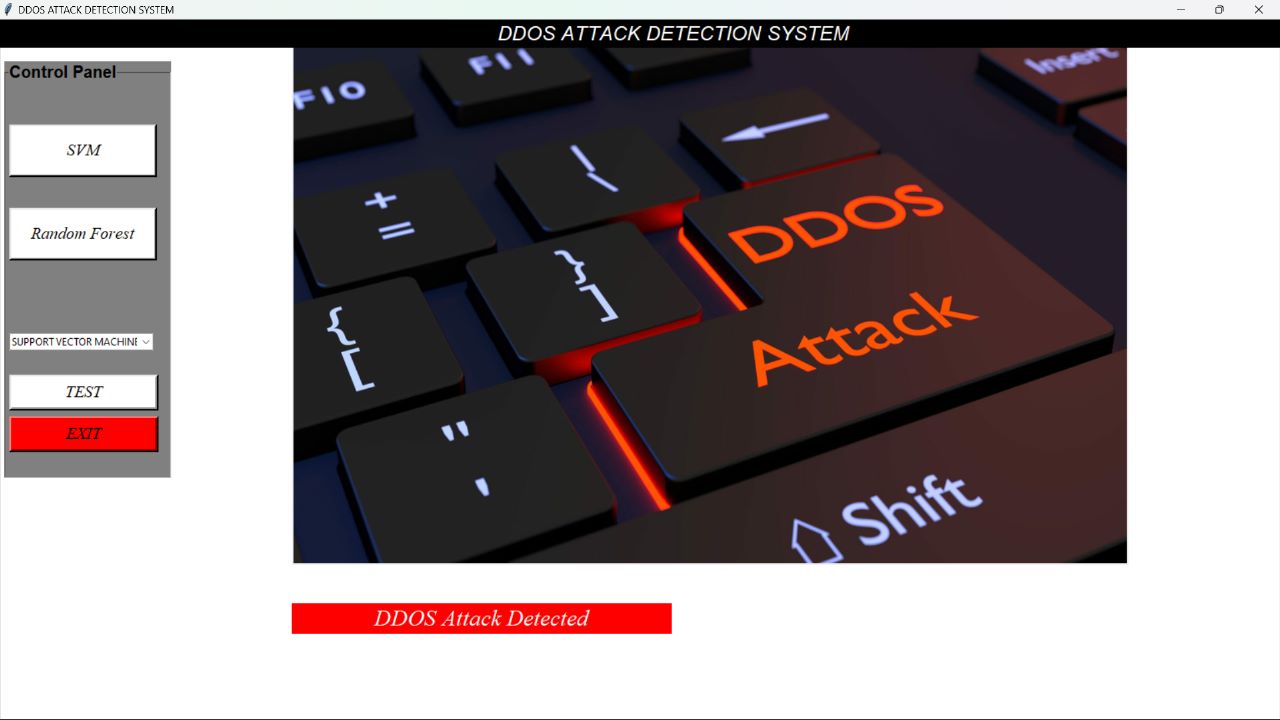 DDOS ATTACK DETECTION SYSTEM
DDOS ATTACK DETECTION SYSTEM
Control Panel
SVM
Random Forest
SUPPORT VECTOR MACHINE
TEST
EXIT
F10
F11
Insert
+
=
\
{
[
}
]
"
'
DDOS
Attack
Shift
DDOS Attack Detected